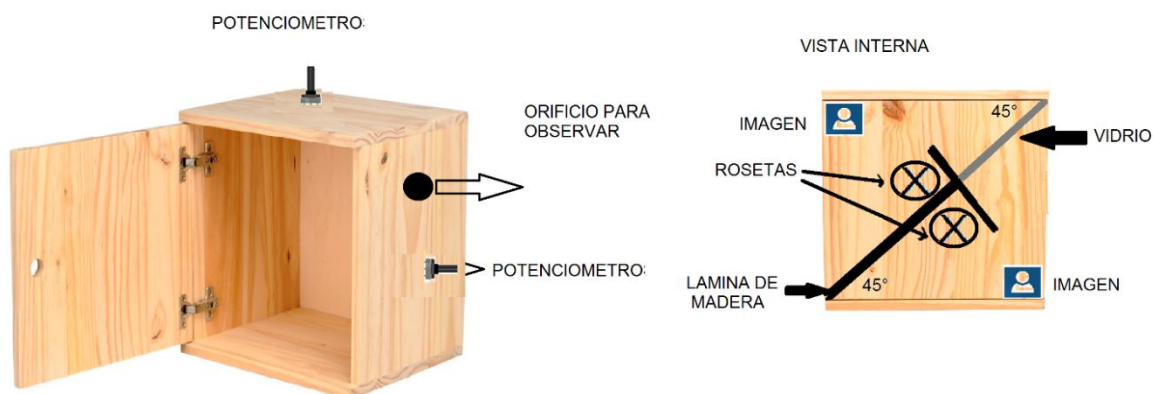 POTENCIOMETRO:
ORIFICIO PARA
OBSERVAR
POTENCIOMETRO:
VISTA INTERNA
IMAGEN
45°
VIDRIO
ROSETAS
LAMINA DE
MADERA
45°
IMAGEN